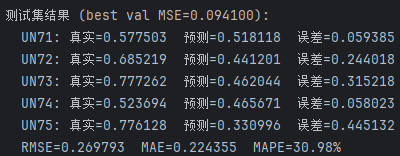 测试集结果 (best val MSE=0.094100):
UN71: 真实=0.577503 预测=0.518118 误差=0.059385
UN72: 真实=0.685219 预测=0.441201 误差=0.244018
UN73: 真实=0.777262 预测=0.462044 误差=0.315218
UN74: 真实=0.523694 预测=0.465671 误差=0.058023
UN75: 真实=0.776128 预测=0.330996 误差=0.445132
RMSE=0.269793 MAE=0.224355 MAPE=30.98%